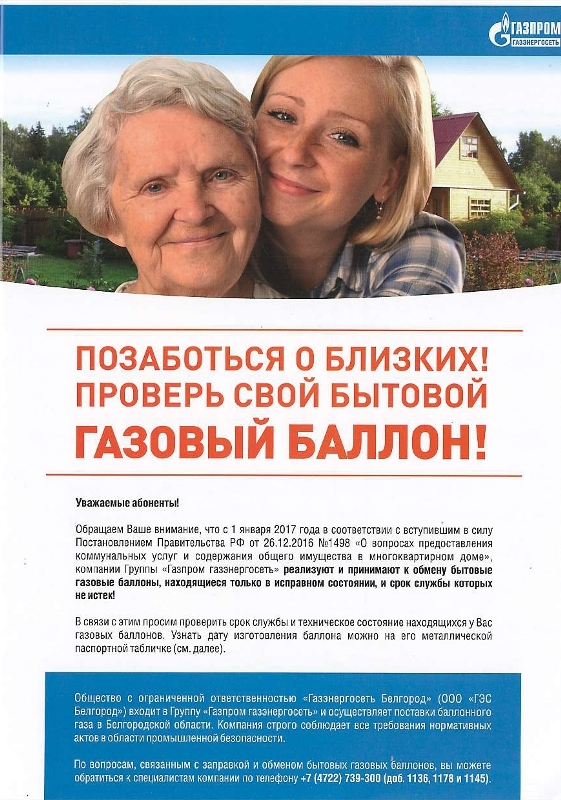 ГАЗПРОМ
ГАЗЭНЕРГОСЕТЬ
ПОЗАБОТЬСЯ О БЛИЗКИХ!
ПРОВЕРЬ СВОЙ БЫТОВОЙ
ГАЗОВЫЙ БАЛЛОН!
Уважаемые абоненты!
Обращаем Ваше внимание, что с 1 января 2017 года в соответствии с вступившим в силу
Постановлением Правительства РФ от 26.12.2016 №1498 «О вопросах предоставления
коммунальных услуг и содержания общего имущества в многоквартирном доме»,
компании Группы «Газпром газэнергосеть» реализуют и принимают к обмену бытовые
газовые баллоны, находящиеся только в исправном состоянии, и срок службы которых
не истек!
В связи с этим просим проверить срок службы и техническое состояние находящихся у Вас
газовых баллонов. Узнать дату изготовления баллона можно на его металлической
паспортной табличке (см. далее).
Общество с ограниченной ответственностью «Газэнергосеть Белгород» (ООО «ГЭС
Белгород») входит в Группу «Газпром газэнергосеть» и осуществляет поставки баллонного
газа в Белгородской области. Компания строго соблюдает все требования нормативных
актов в области промышленной безопасности.
По вопросам, связанным с заправкой и обменом бытовых газовых баллонов, вы можете
обратиться к специалистам компании по телефону +7 (4722) 739-300 (доб. 1136, 1178 и 1145).